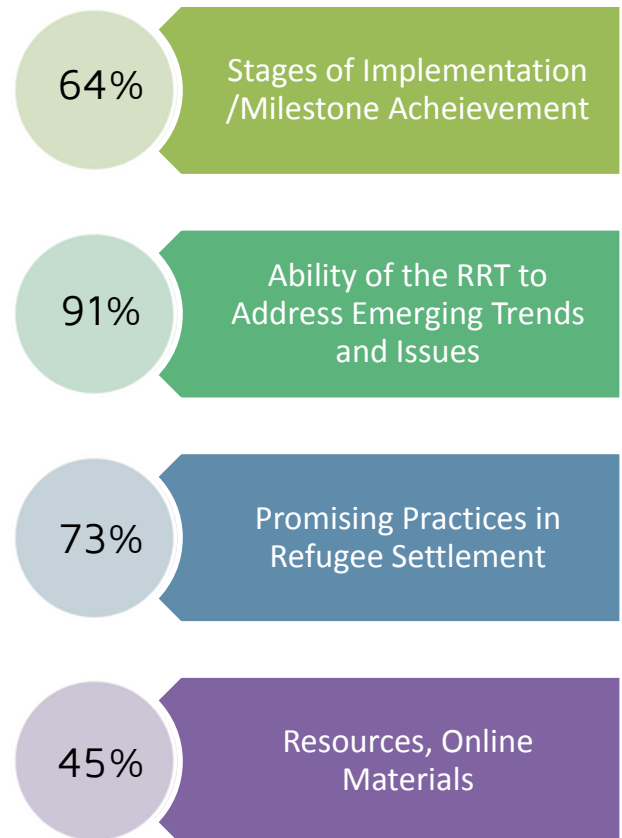 64%
Stages of Implementation
/Milestone Acheievement
91%
Ability of the RRT to
Address Emerging Trends
and Issues
73%
Promising Practices in
Refugee Settlement
45%
Resources, Online
Materials